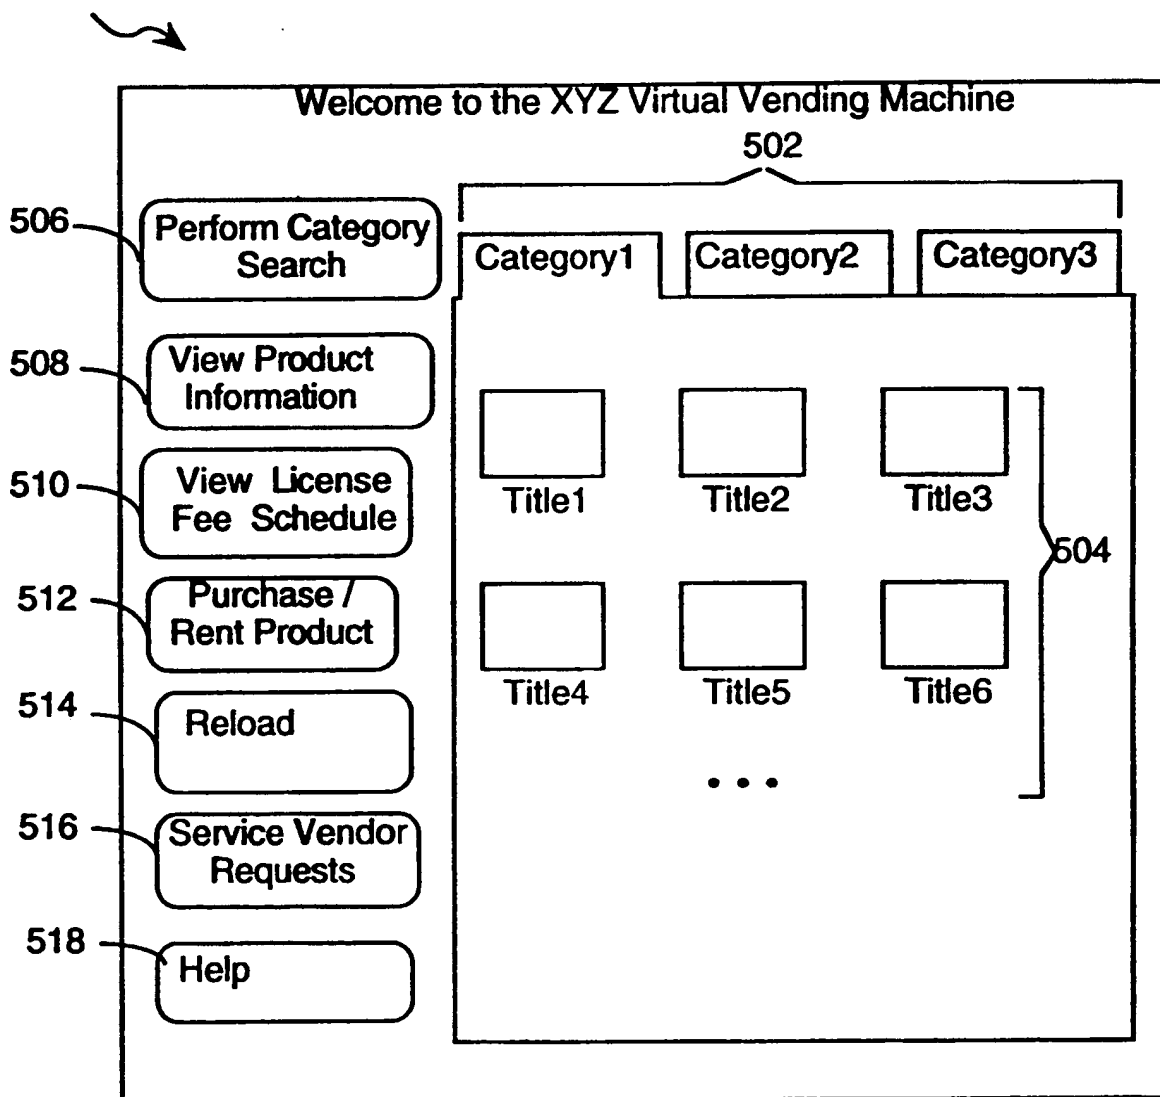 Welcome to the XYZ Virtual Vending Machine
502
506
Perform Category
Search
Category1 Category2 Category3
508
View Product
Information
510
View License
Fee Schedule
Title1 Title2 Title3
504
512
Purchase /
Rent Product
Title4 Title5 Title6
514
Reload
• • •
516
Service Vendor
Requests
518
Help